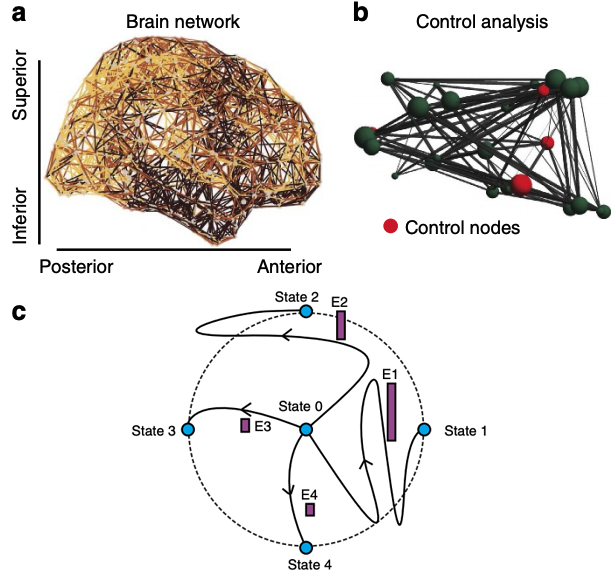 a
Brain network
Superior
Inferior
Posterior
Anterior
b
Control analysis
Control nodes
c
State 2
E2
E1
State 0
State 3
E3
State 1
E4
State 4